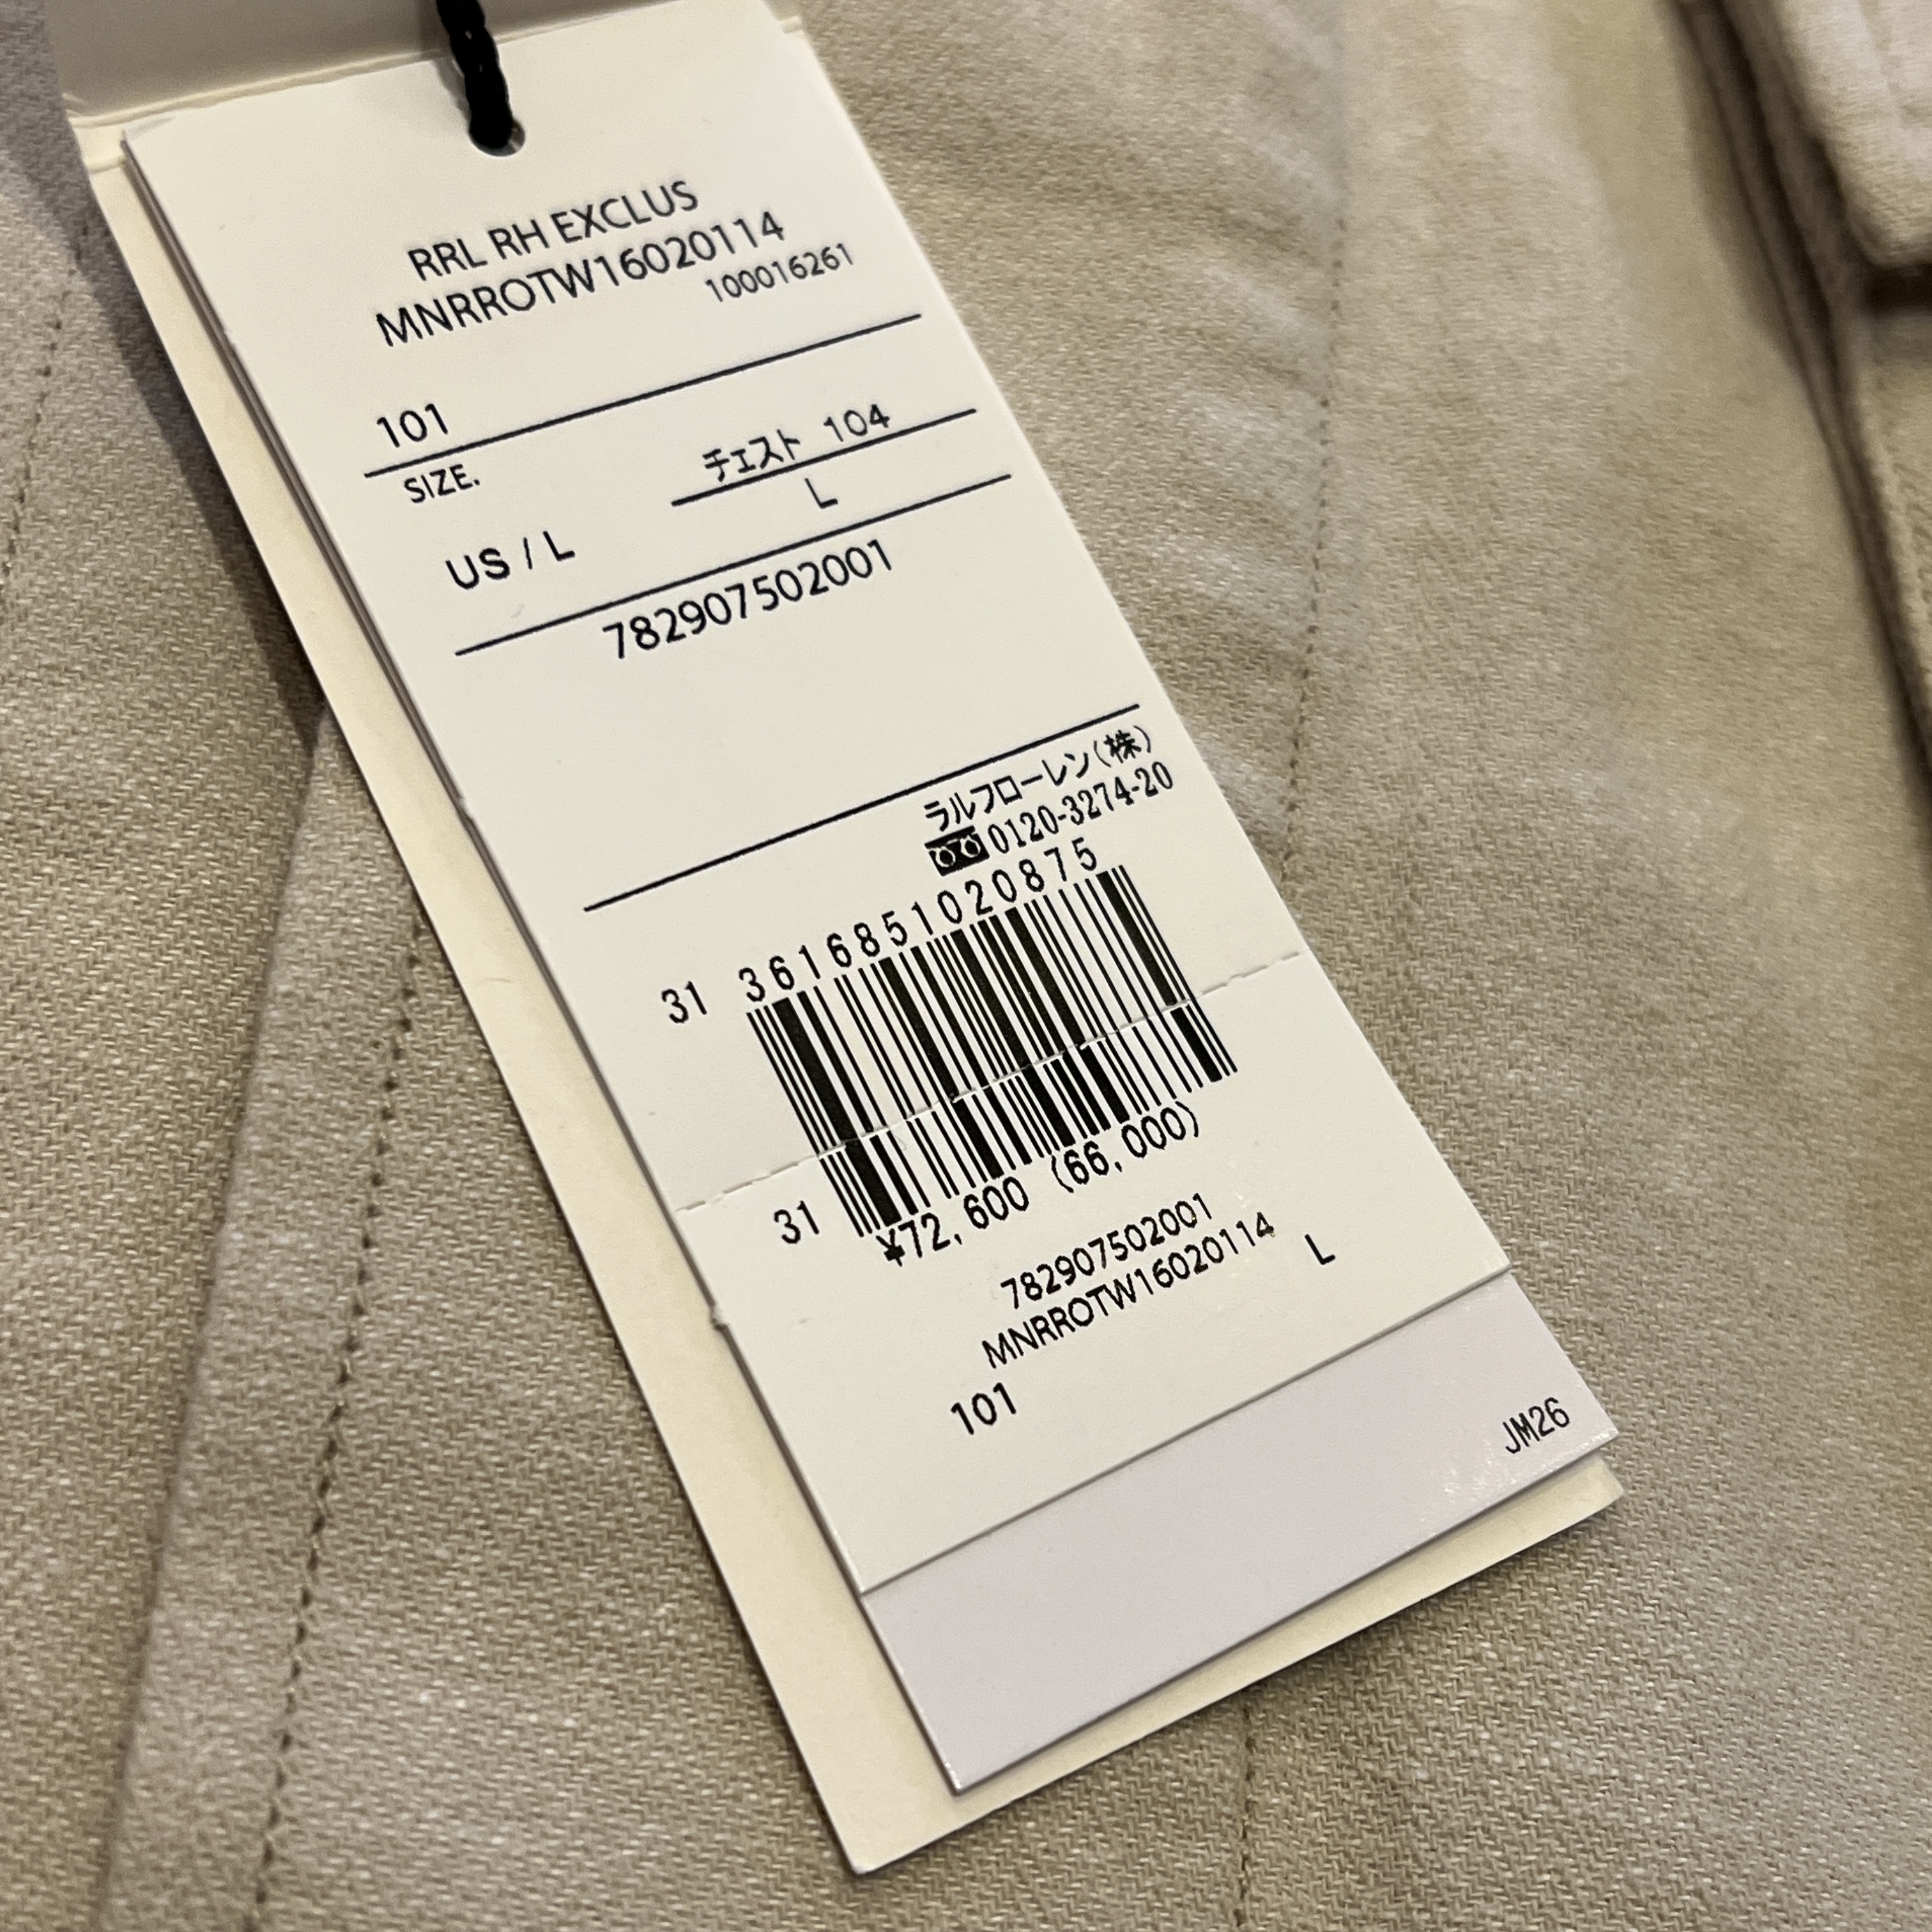 RRL RH EXCLUS
MNRROTW16020114
100016261
101
SIZE.
チェスト 104
US / L
L
782907502001
ラルフローレン(株)
0120-3274-20
31 3616851020875
31
¥72,600 (66,000)
782907502001
MNRROTW16020114
L
101
JM26